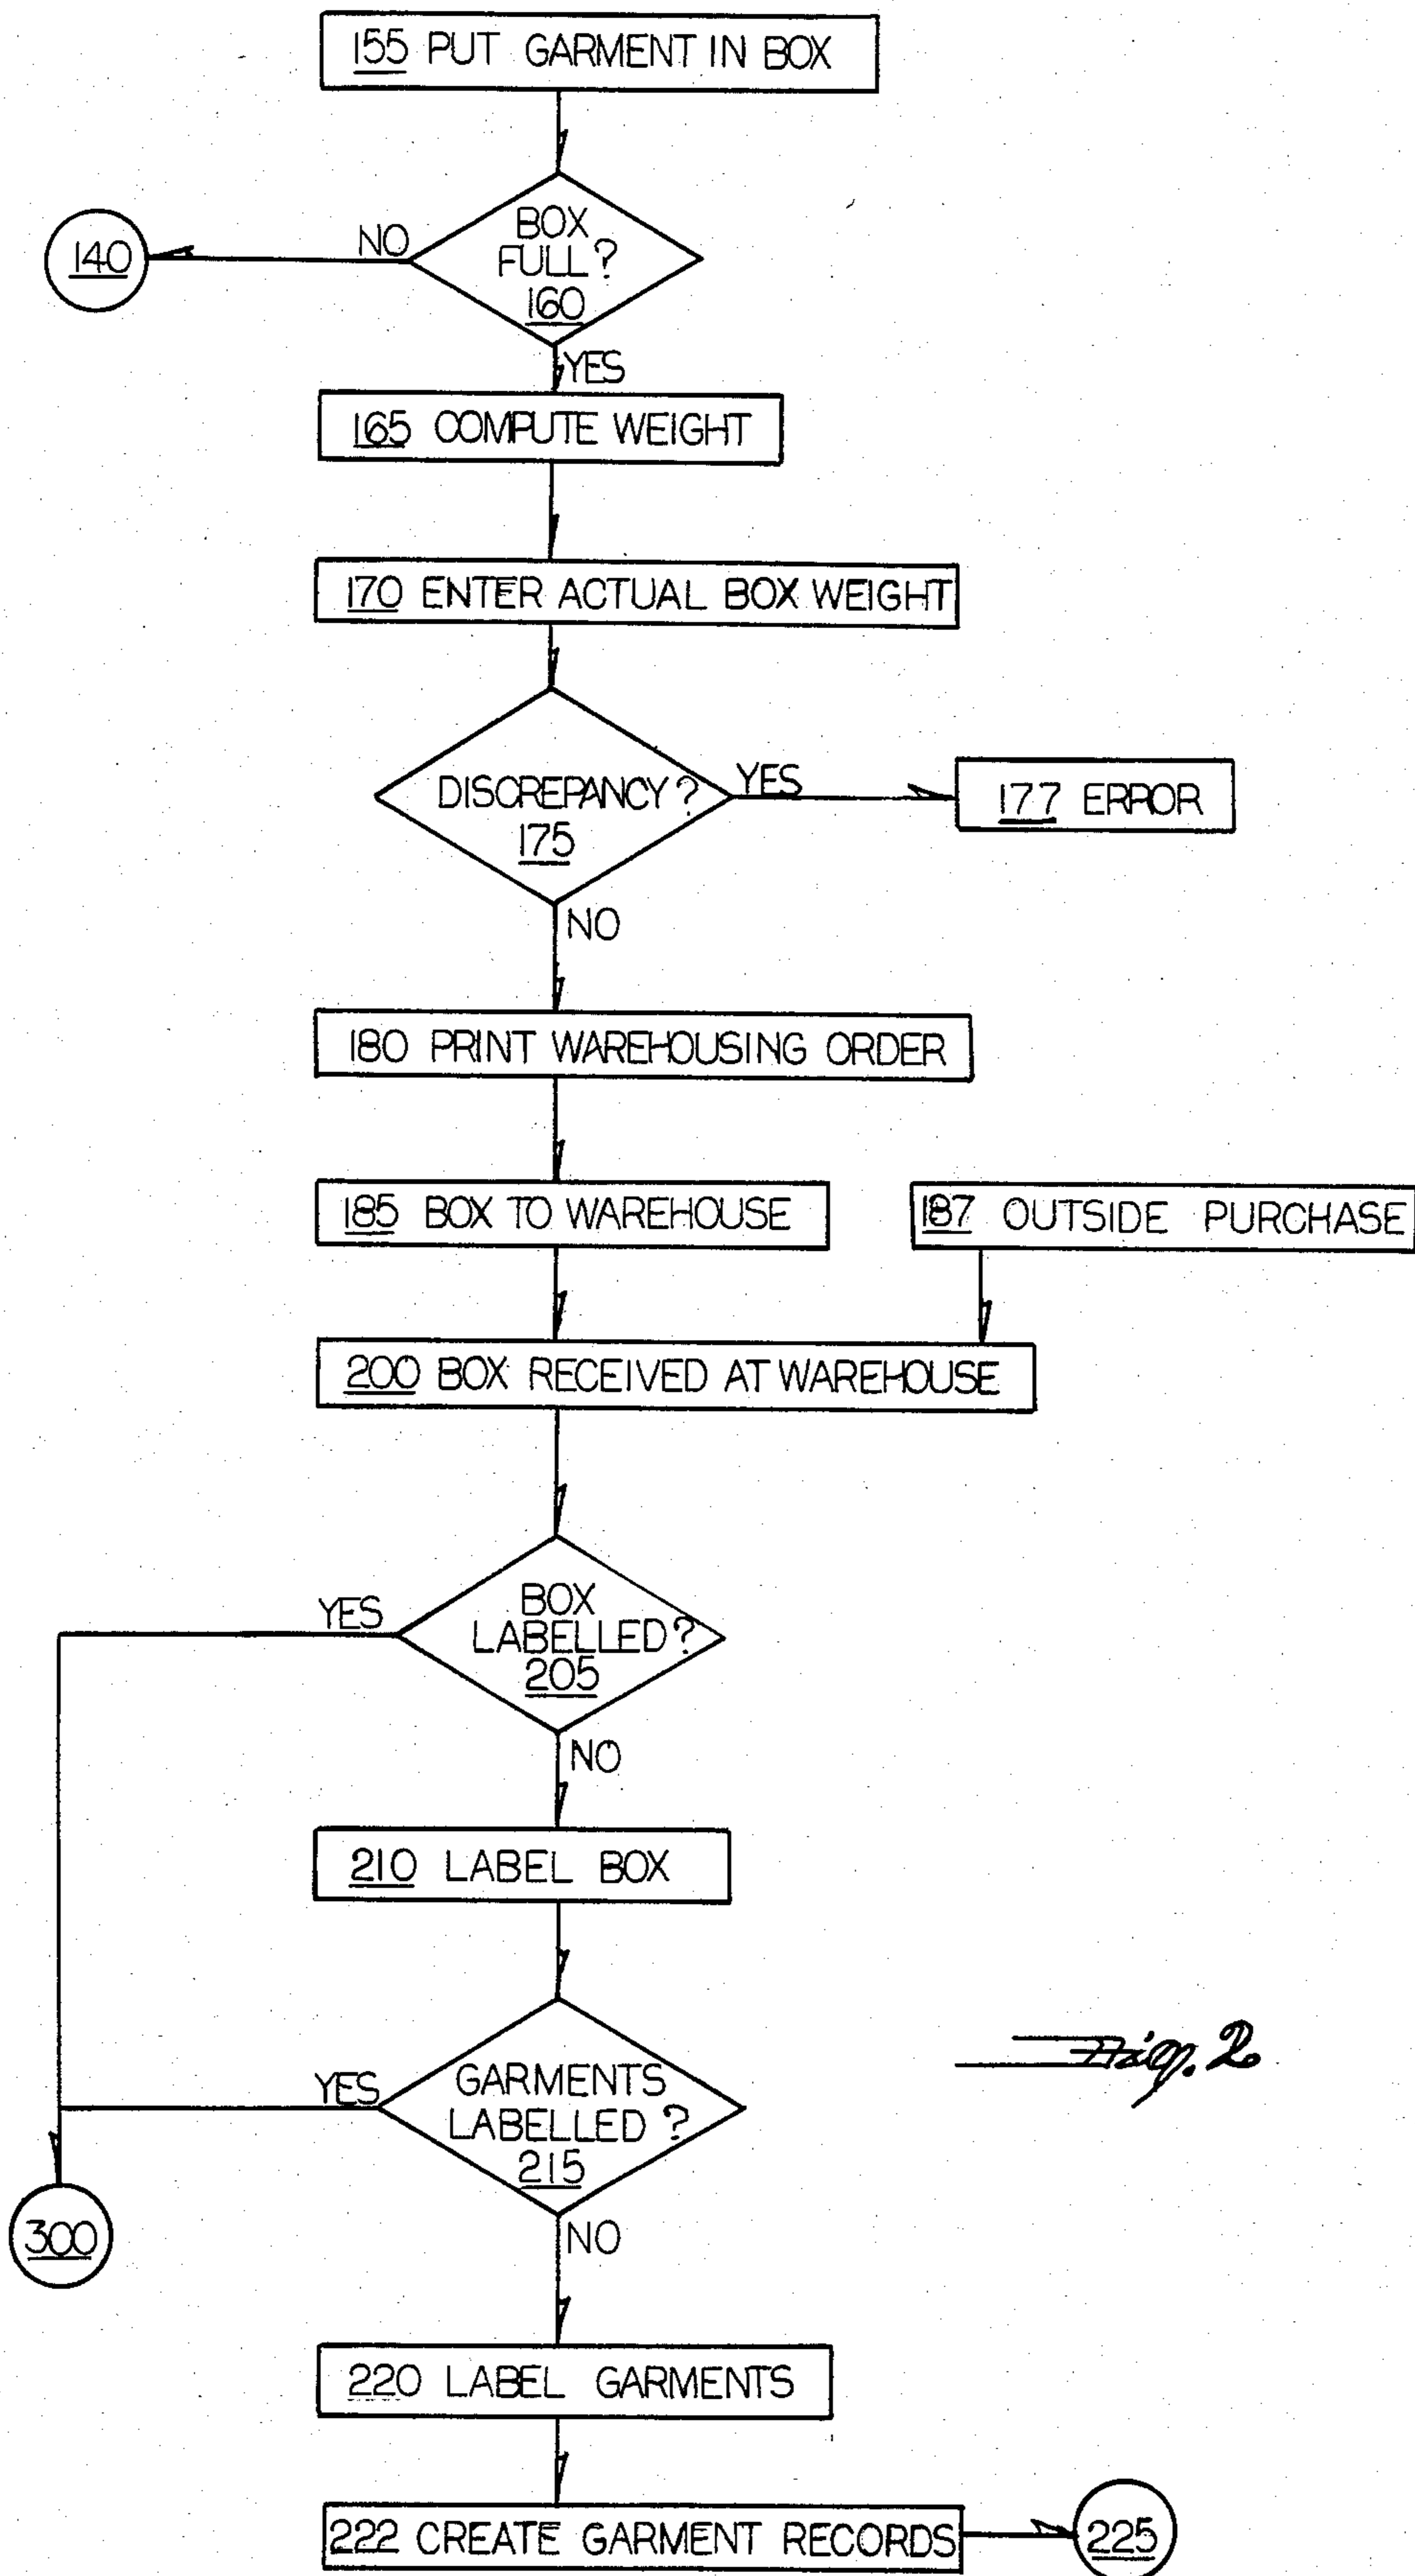 155 PUT GARMENT IN BOX
BOX
FULL?
160
NO
140
YES
165 COMPUTE WEIGHT
170 ENTER ACTUAL BOX WEIGHT
DISCREPANCY?
175
YES
177 ERROR
NO
180 PRINT WAREHOUSING ORDER
185 BOX TO WAREHOUSE
187 OUTSIDE PURCHASE
200 BOX RECEIVED AT WAREHOUSE
BOX
LABELLED?
205
YES
NO
210 LABEL BOX
GARMENTS
LABELLED?
215
YES
300
NO
Fig. 2
220 LABEL GARMENTS
222 CREATE GARMENT RECORDS
225